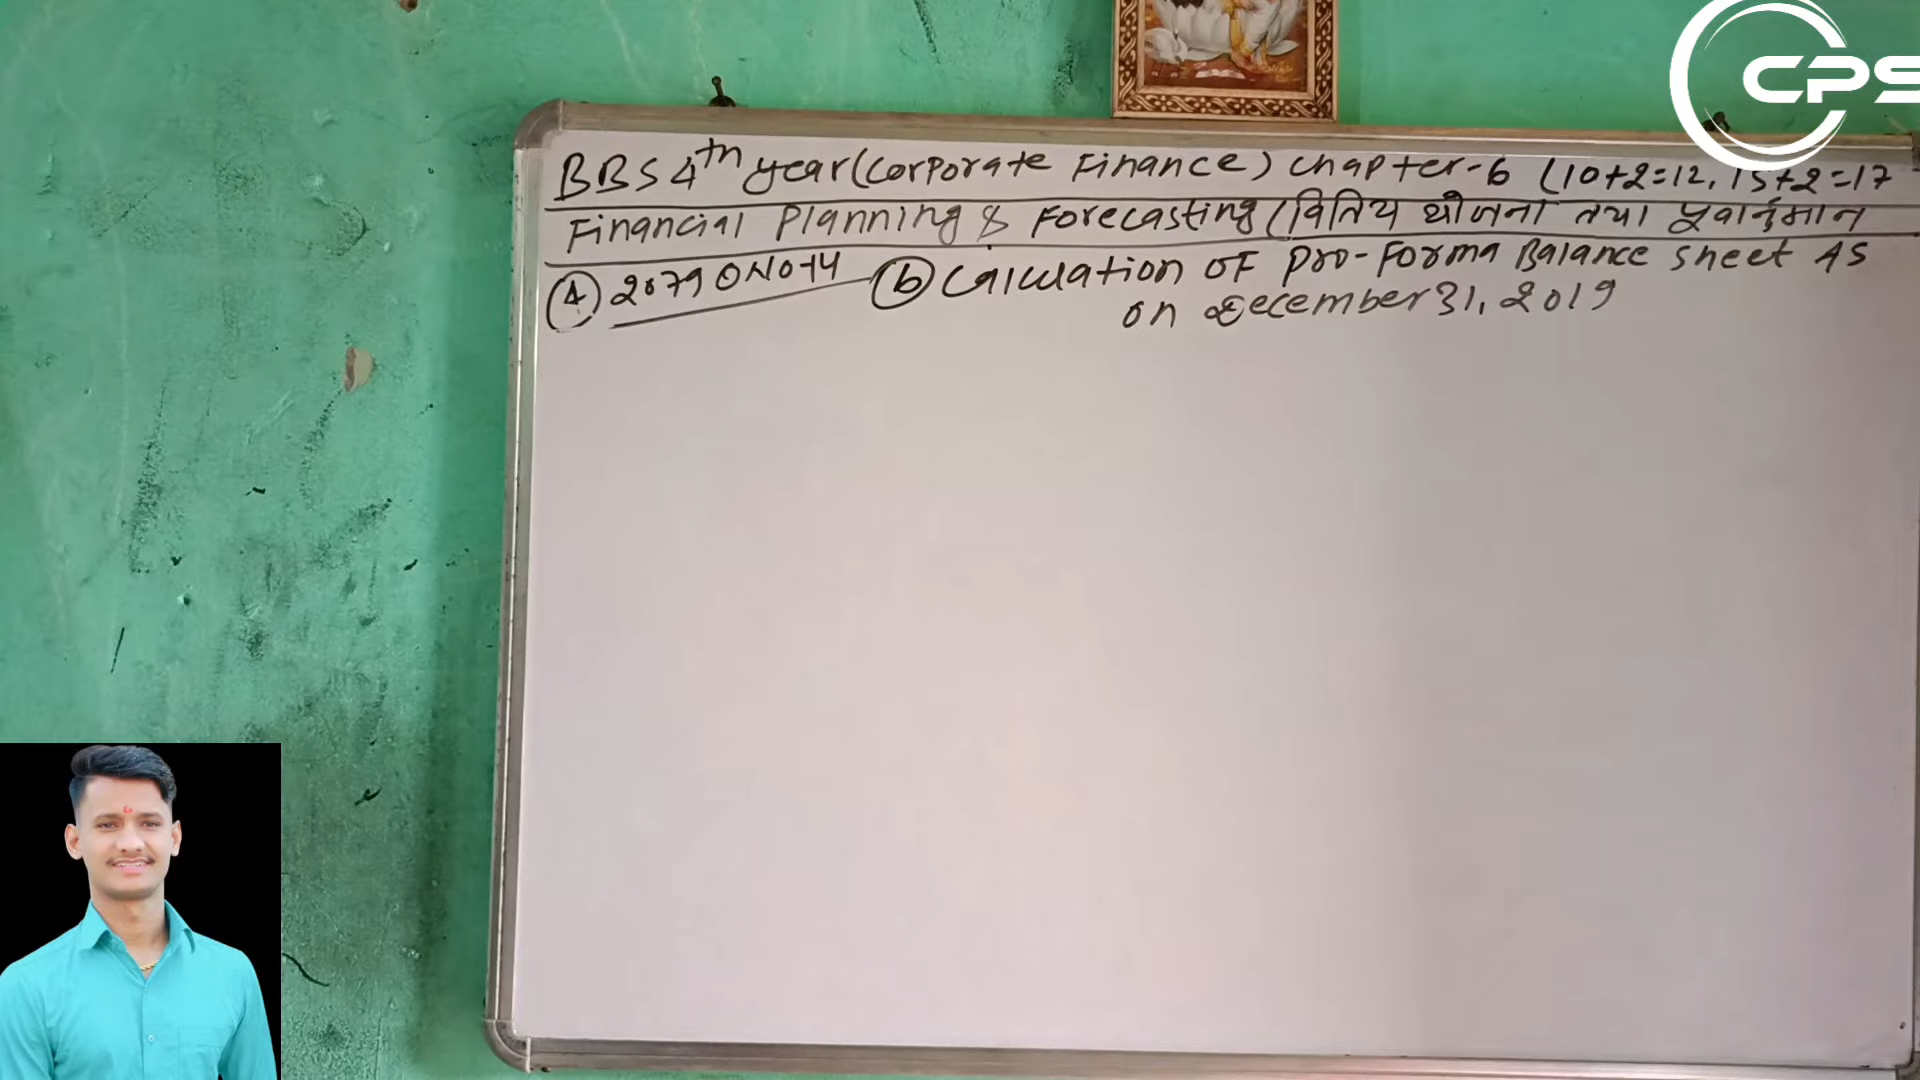 CPS
BBS 4th year (Corporate Finance) Chapter-6 (10+2=12, 15+2=17
Financial Planning & Forecasting (वितिय योजना तथा पुवानुमान
4 2079 QNO-14 b Calculation OF Pro-Forma Balance Sheet AS
on December 31, 2019